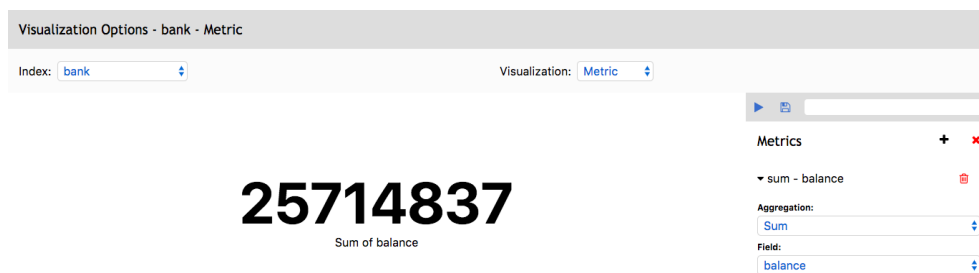 Visualization Options - bank - Metric
Index: bank Visualization: Metric
Metrics
sum - balance
25714837
Sum of balance
Aggregation:
Sum
Field:
balance